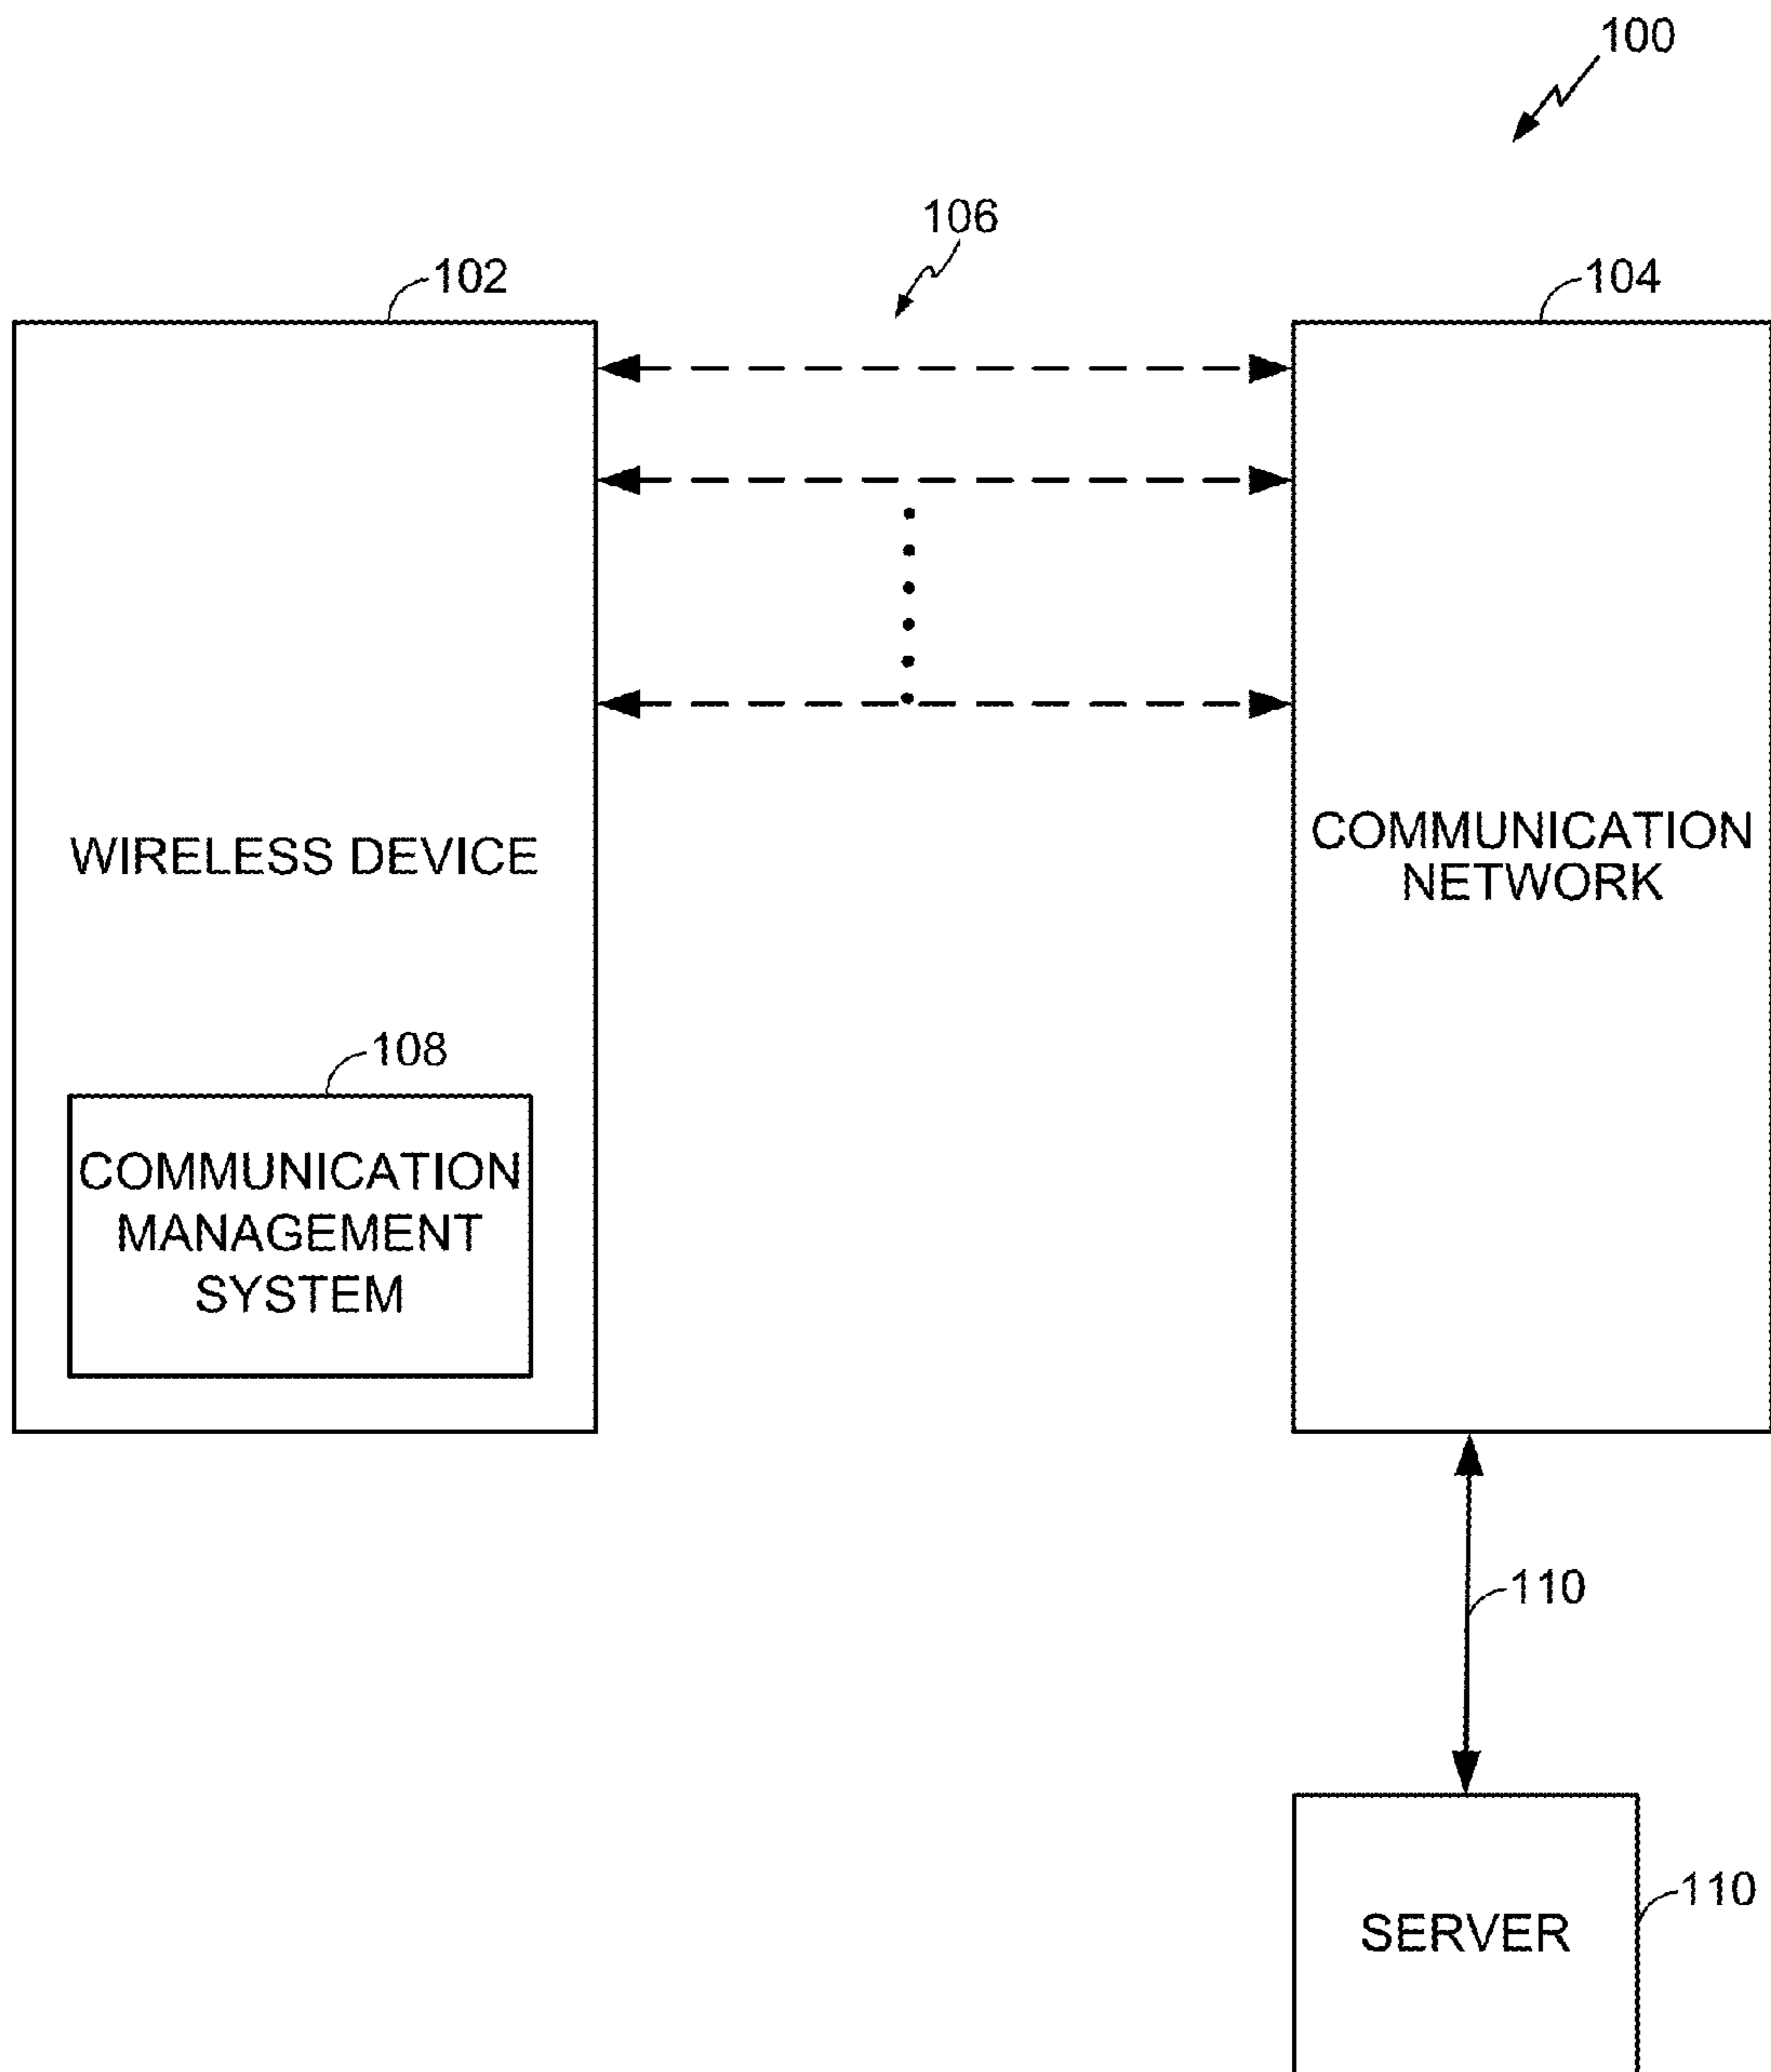 100
106
102
104
WIRELESS DEVICE
COMMUNICATION
NETWORK
108
COMMUNICATION
MANAGEMENT
SYSTEM
110
SERVER
110